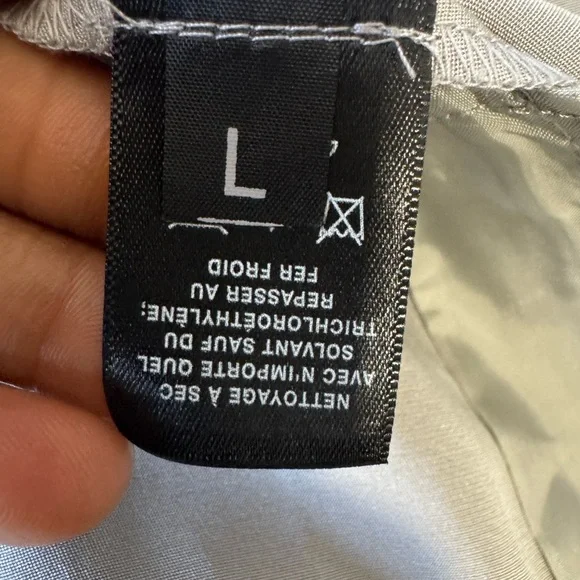 L
NETTOYAGE À SEC
AVEC N'IMPORTE QUEL
SOLVANT SAUF DU
TRICHLOROÉTHYLÈNE;
REPASSER AU
FER FROID